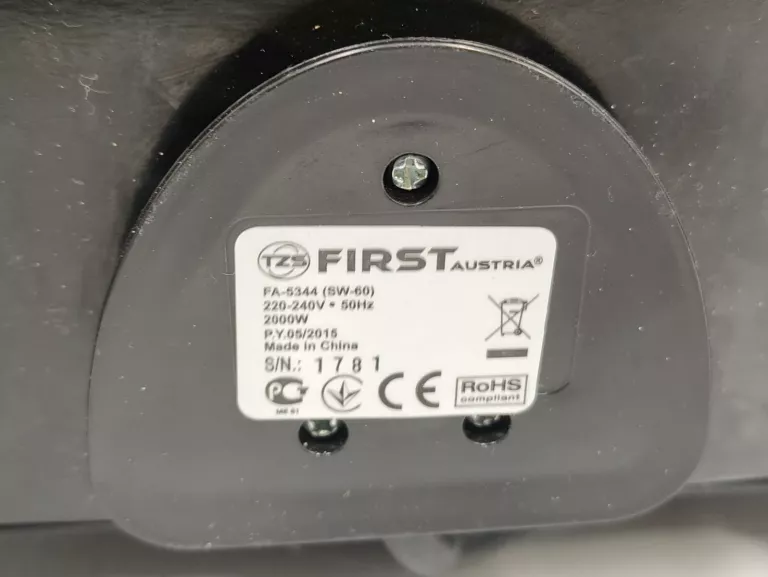 TZS FIRST AUSTRIA®
FA-5344 (SW-60)
220-240V • 50Hz
2000W
P.Y.05/2015
Made in China
S/N.: 1781
PC CE RoHS
compliant